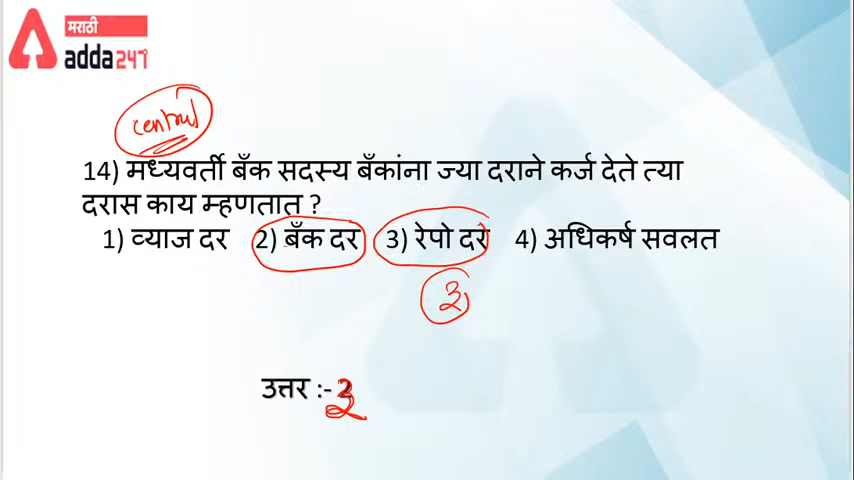 मराठी
adda247
central
14) मध्यवर्ती बँक सदस्य बँकांना ज्या दराने कर्ज देते त्या
दरास काय म्हणतात ?
1) व्याज दर 2) बँक दर 3) रेपो दर 4) अधिकर्ष सवलत
3
उत्तर :- 3